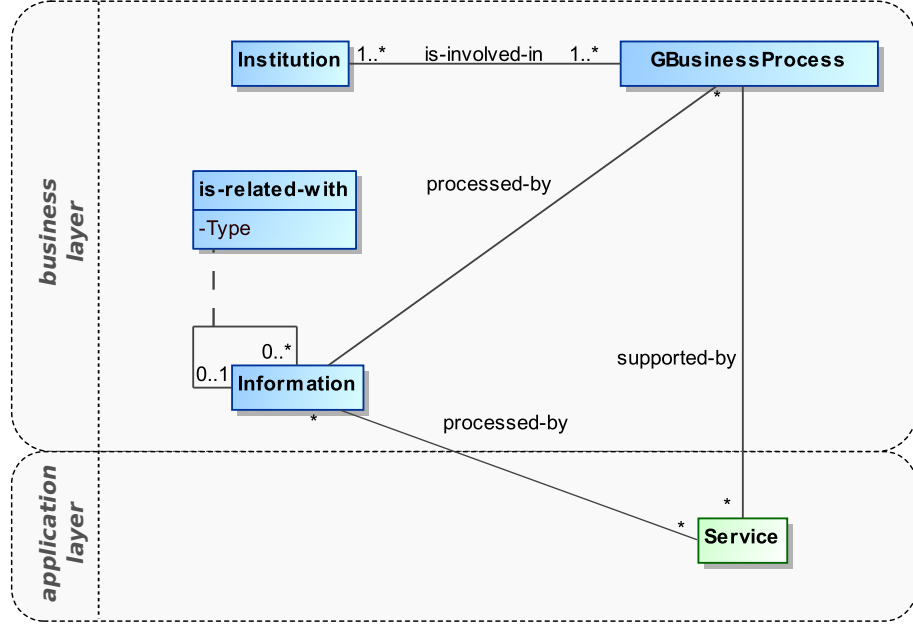 Institution
1..*
is-involved-in
1..*
GBusinessProcess
*
processed-by
is-related-with
-Type
business
layer
0..*
supported-by
0..1
Information
*
processed-by
application
layer
*
*
Service